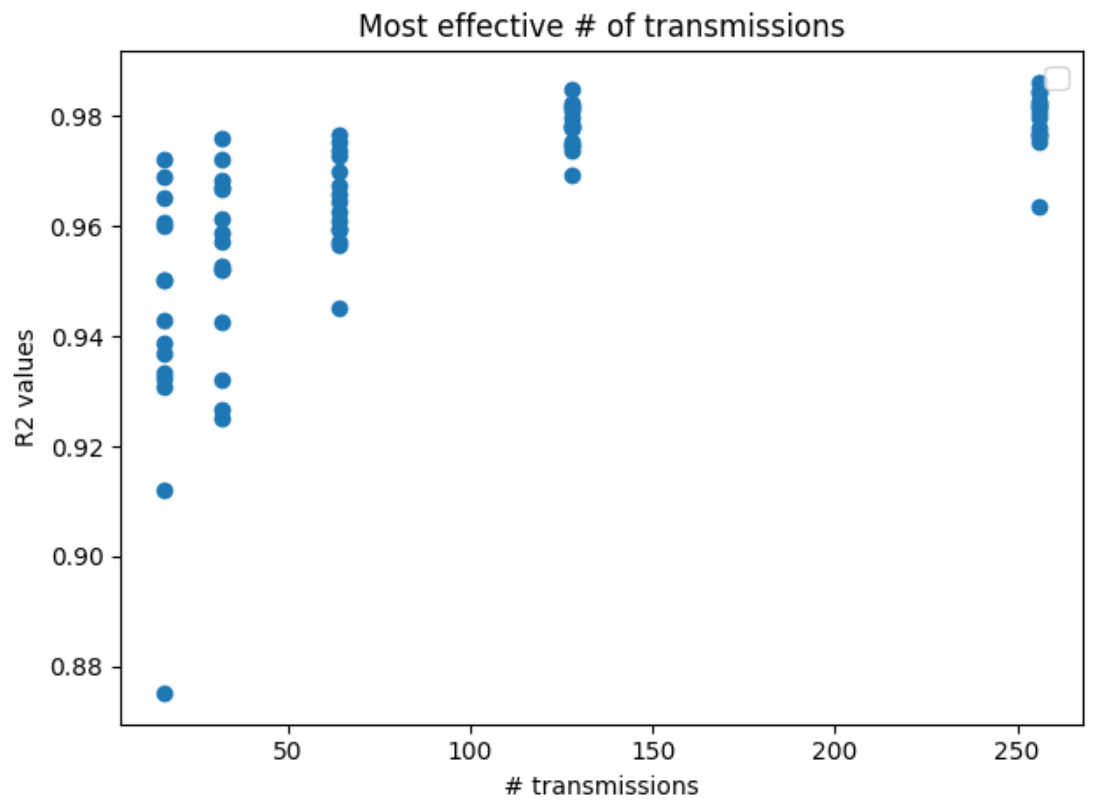 Most effective # of transmissions
0.98
0.96
0.94
0.92
0.90
0.88
R2 values
50 100 150 200 250
# transmissions